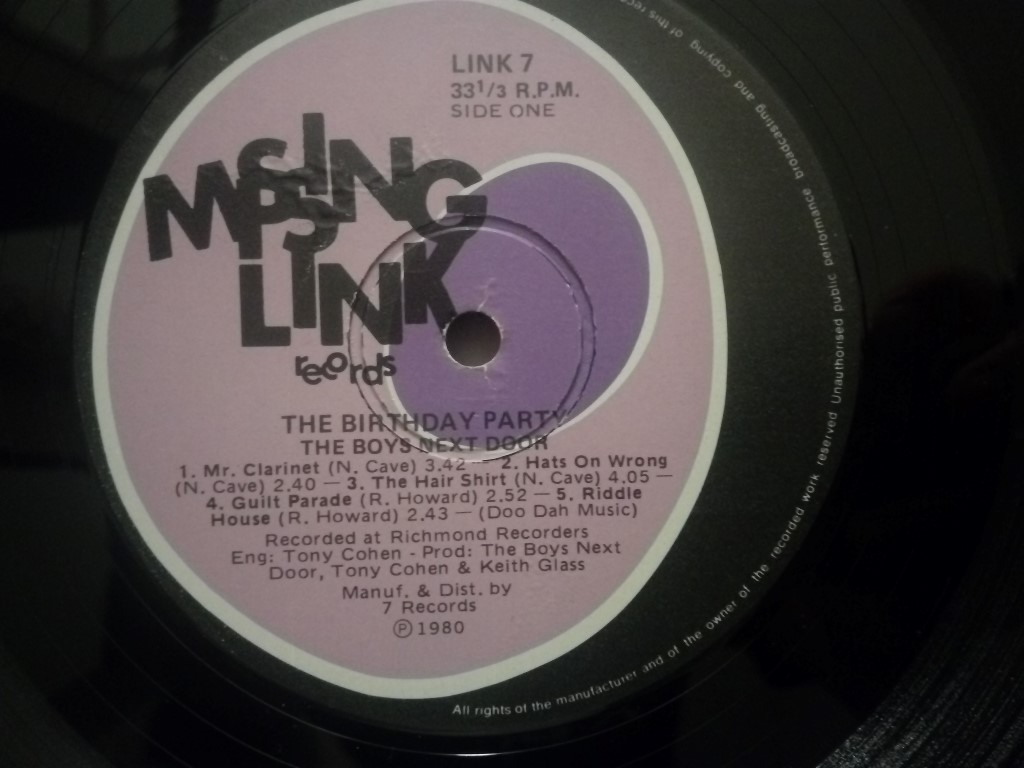 LINK 7
33 1/3 R.P.M.
SIDE ONE
MISSING
LINK
records
THE BIRTHDAY PARTY
THE BOYS NEXT DOOR
1. Mr. Clarinet (N. Cave) 3.42 — 2. Hats On Wrong
(N. Cave) 2.40 — 3. The Hair Shirt (N. Cave) 4.05 —
4. Guilt Parade (R. Howard) 2.52 — 5. Riddle
House (R. Howard) 2.43 — (Doo Dah Music)
Recorded at Richmond Recorders
Eng: Tony Cohen - Prod: The Boys Next
Door, Tony Cohen & Keith Glass
Manuf. & Dist. by
7 Records
℗ 1980
All rights of the manufacturer and of the owner of the recorded work reserved Unauthorised public performance broadcasting and copying of this